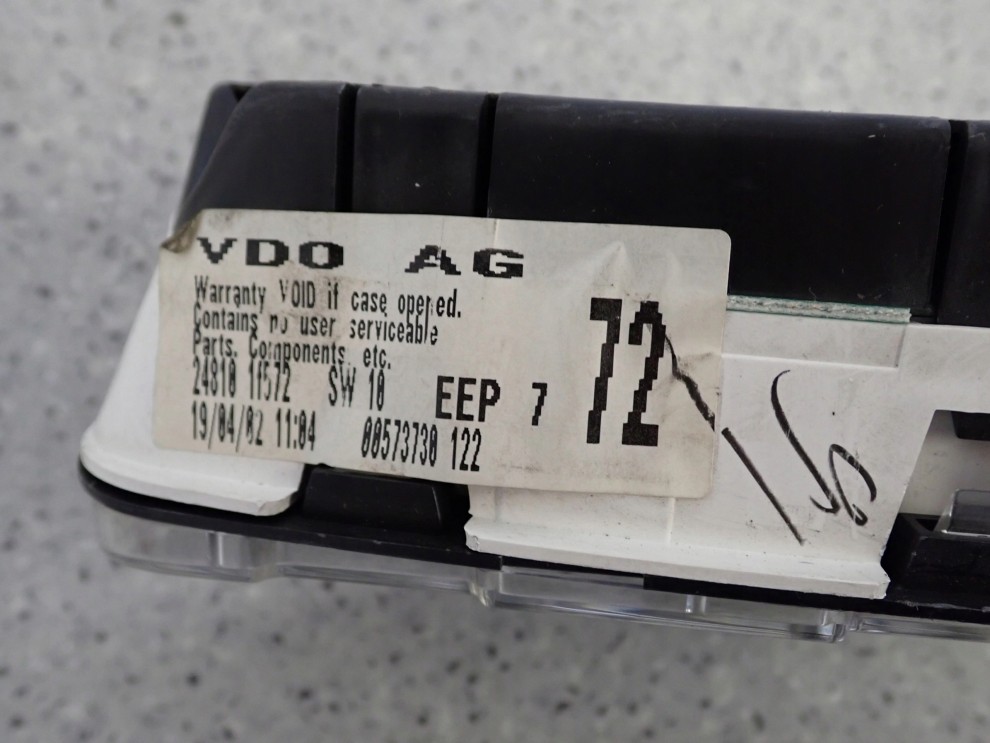 VDO AG
Warranty VOID if case opened.
Contains no user serviceable
Parts. Components, etc.
24810 1f572 SW 10
EEP 7
72
19/04/02 11:04 00573730 122